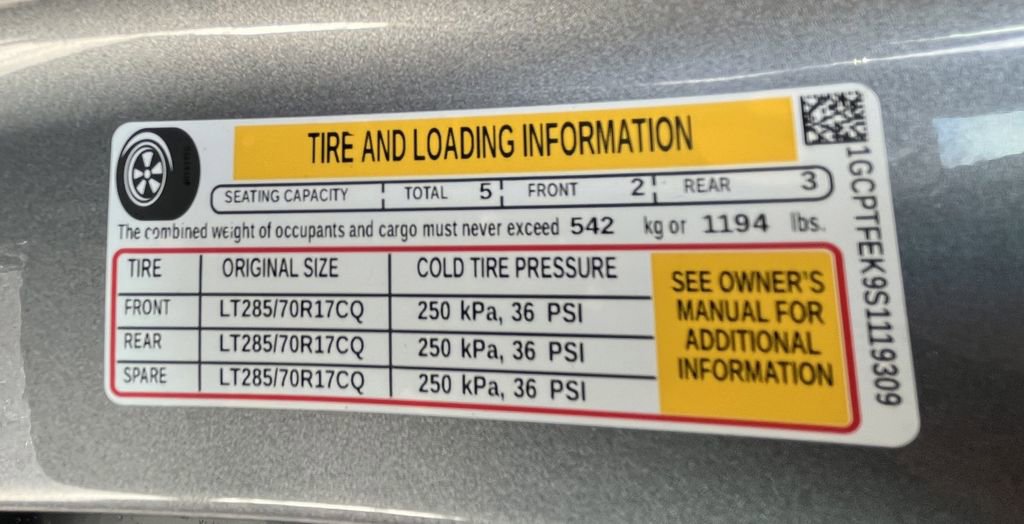 TIRE AND LOADING INFORMATION
SEATING CAPACITY TOTAL 5 FRONT 2 REAR 3
The combined weight of occupants and cargo must never exceed 542 kg or 1194 lbs.
TIRE ORIGINAL SIZE COLD TIRE PRESSURE
FRONT LT285/70R17CQ 250 kPa, 36 PSI
REAR LT285/70R17CQ 250 kPa, 36 PSI
SPARE LT285/70R17CQ 250 kPa, 36 PSI
SEE OWNER'S
MANUAL FOR
ADDITIONAL
INFORMATION
1GCPTFEK9S1119309